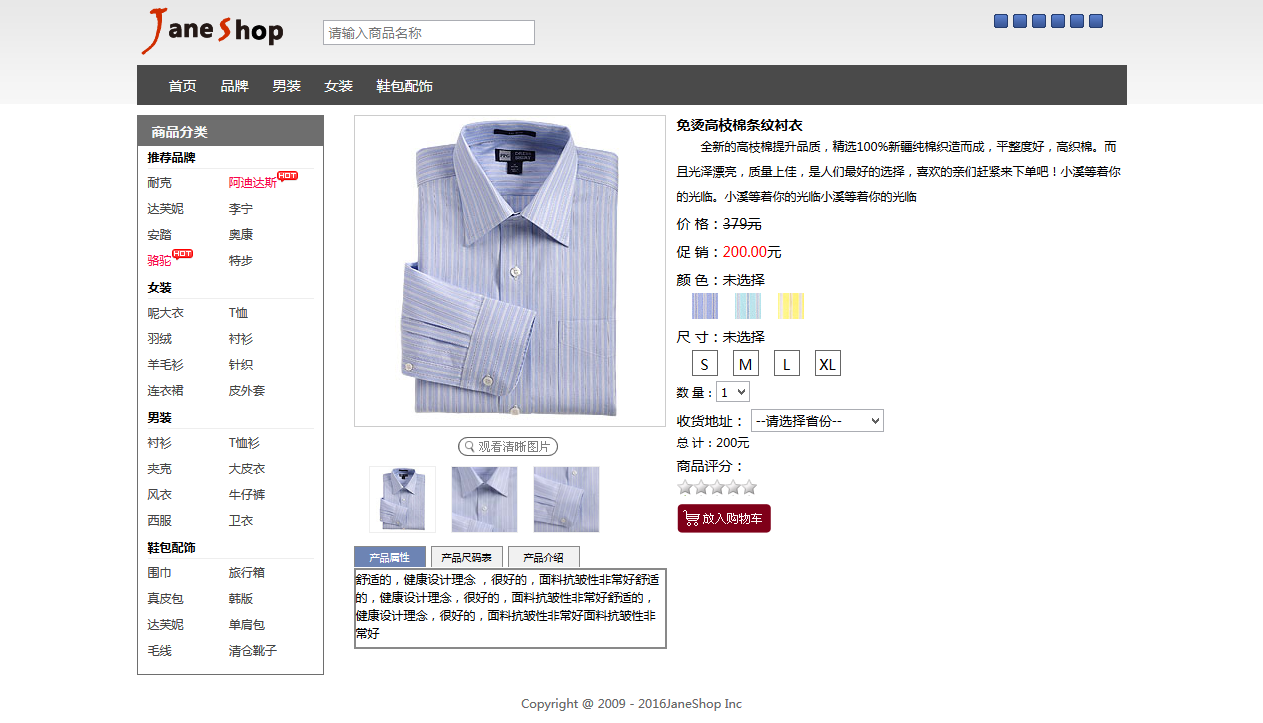 Jane Shop
请输入商品名称
首页 品牌 男装 女装 鞋包配饰
商品分类
推荐品牌
耐克 阿迪达斯 HOT
达芙妮 李宁
安踏 奥康
骆驼 HOT 特步
女装
呢大衣 T恤
羽绒 衬衫
羊毛衫 针织
连衣裙 皮外套
男装
衬衫 T恤衫
夹克 大皮衣
风衣 牛仔裤
西服 卫衣
鞋包配饰
围巾 旅行箱
真皮包 韩版
达芙妮 单肩包
毛线 清仓靴子
观看清晰图片
产品属性 产品尺码表 产品介绍
舒适的，健康设计理念 ，很好的，面料抗皱性非常好舒适
的，健康设计理念，很好的，面料抗皱性非常好舒适的，
健康设计理念，很好的，面料抗皱性非常好面料抗皱性非
常好
免烫高枝棉条纹衬衣
全新的高枝棉提升品质，精选100%新疆纯棉织造而成，平整度好，高织棉。而
且光泽漂亮，质量上佳，是人们最好的选择，喜欢的亲们赶紧来下单吧！小溪等着你
的光临。小溪等着你的光临小溪等着你的光临
价 格：379元
促 销：200.00元
颜 色：未选择
尺 寸：未选择
S M L XL
数 量：1
收货地址： --请选择省份--
总 计：200元
商品评分：
放入购物车
Copyright @ 2009 - 2016JaneShop Inc